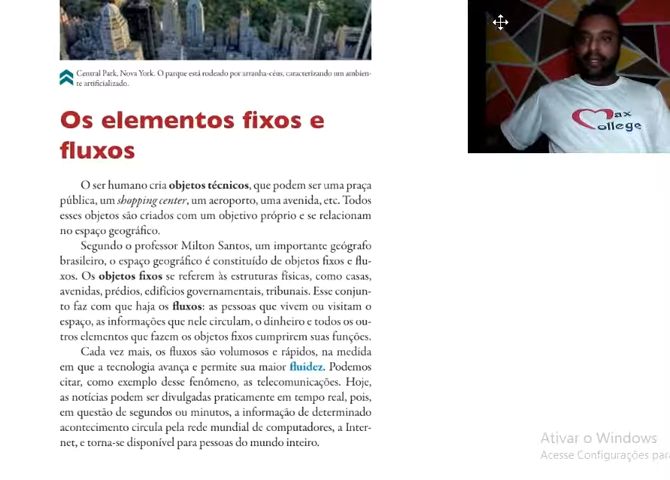 Central Park, Nova York. O parque está rodeado por arranha-céus, caracterizando um ambien-
te artificializado.
Os elementos fixos e
fluxos
O ser humano cria objetos técnicos, que podem ser uma praça
pública, um shopping center, um aeroporto, uma avenida, etc. Todos
esses objetos são criados com um objetivo próprio e se relacionam
no espaço geográfico.
Segundo o professor Milton Santos, um importante geógrafo
brasileiro, o espaço geográfico é constituído de objetos fixos e flu-
xos. Os objetos fixos se referem às estruturas físicas, como casas,
avenidas, prédios, edifícios governamentais, tribunais. Esse conjun-
to faz com que haja os fluxos: as pessoas que vivem ou visitam o
espaço, as informações que nele circulam, o dinheiro e todos os ou-
tros elementos que fazem os objetos fixos cumprirem suas funções.
Cada vez mais, os fluxos são volumosos e rápidos, na medida
em que a tecnologia avança e permite sua maior fluidez. Podemos
citar, como exemplo desse fenômeno, as telecomunicações. Hoje,
as notícias podem ser divulgadas praticamente em tempo real, pois,
em questão de segundos ou minutos, a informação de determinado
acontecimento circula pela rede mundial de computadores, a Inter-
net, e torna-se disponível para pessoas do mundo inteiro.
ax
ollege
Ativar o Windows
Acesse Configurações par